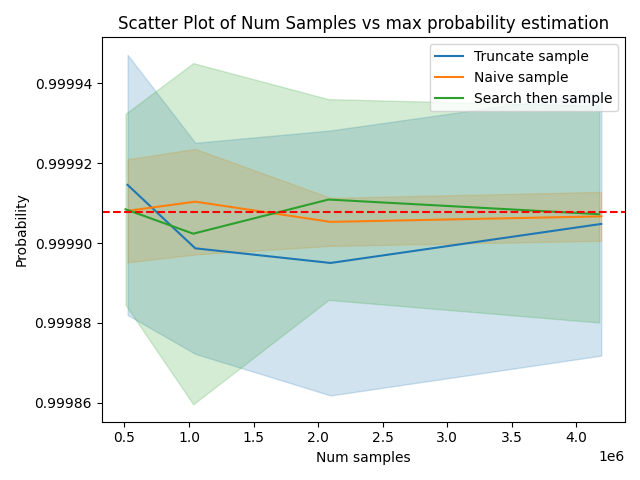 Scatter Plot of Num Samples vs max probability estimation
Truncate sample
Naive sample
Search then sample
Probability
0.99994
0.99992
0.99990
0.99988
0.99986
0.5 1.0 1.5 2.0 2.5 3.0 3.5 4.0
1e6
Num samples